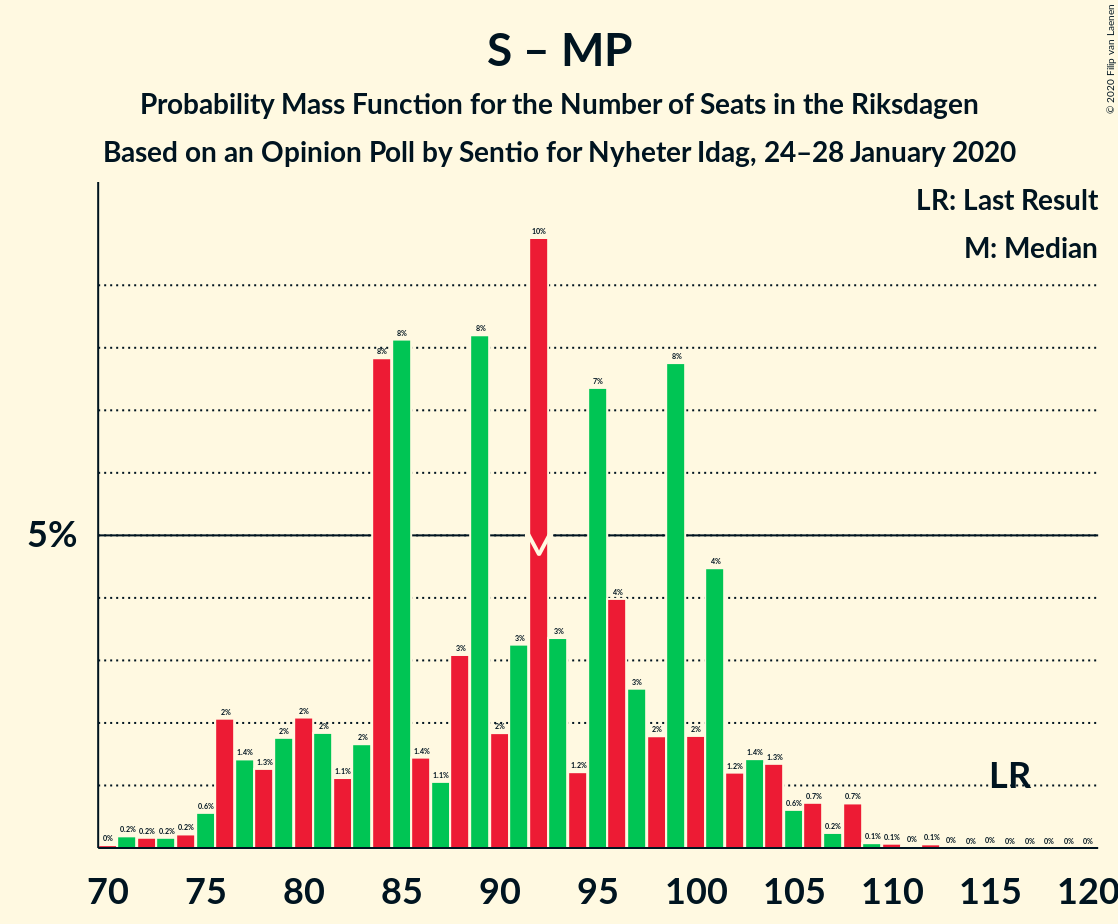 © 2020 Filip van Laenen
S – MP
Probability Mass Function for the Number of Seats in the Riksdagen
Based on an Opinion Poll by Sentio for Nyheter Idag, 24–28 January 2020
LR: Last Result
M: Median
5%
0% 0.2% 0.2% 0.2% 0.2% 0.6% 2% 1.4% 1.3% 2% 2% 2% 1.1% 2% 8% 8% 1.4% 1.1% 3% 8% 2% 3% 10% 3% 1.2% 7% 4% 3% 2% 8% 2% 4% 1.2% 1.4% 1.3% 0.6% 0.7% 0.2% 0.7% 0.1% 0.1% 0% 0.1% 0% 0% 0% 0% 0% 0% 0% 0%
LR
70 75 80 85 90 95 100 105 110 115 120